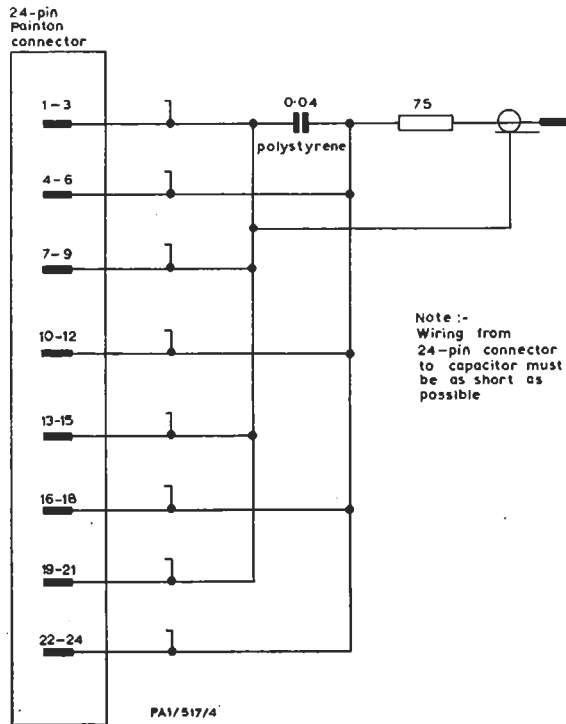 24-pin
Painton
connector
1-3
0·04
75
polystyrene
4-6
7-9
10-12
Note :-
Wiring from
24-pin connector
to capacitor must
be as short as
possible
13-15
16-18
19-21
22-24
PA1/517/4